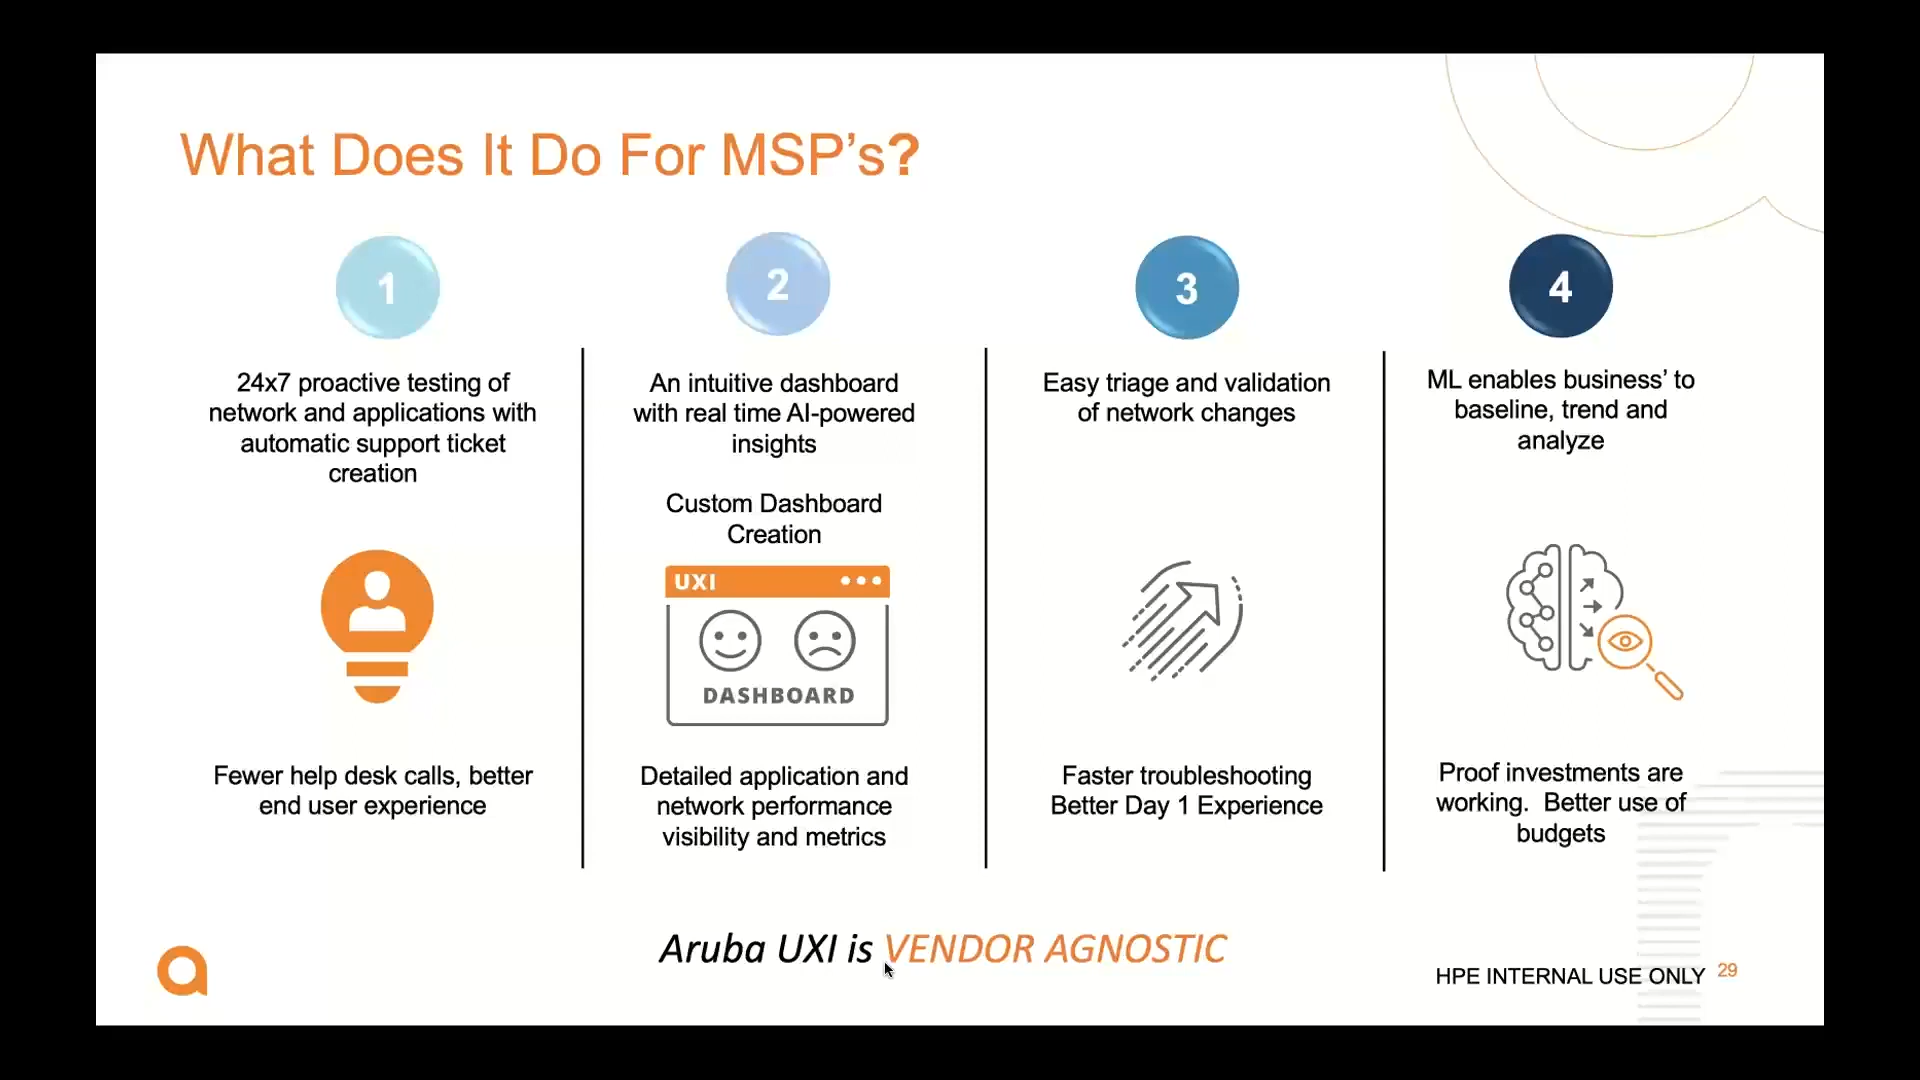 What Does It Do For MSP’s?
1
24x7 proactive testing of
network and applications with
automatic support ticket
creation
Fewer help desk calls, better
end user experience
2
An intuitive dashboard
with real time AI-powered
insights
Custom Dashboard
Creation
UXI
DASHBOARD
Detailed application and
network performance
visibility and metrics
3
Easy triage and validation
of network changes
Faster troubleshooting
Better Day 1 Experience
4
ML enables business’ to
baseline, trend and
analyze
Proof investments are
working.  Better use of
budgets
Aruba UXI is VENDOR AGNOSTIC
HPE INTERNAL USE ONLY 29